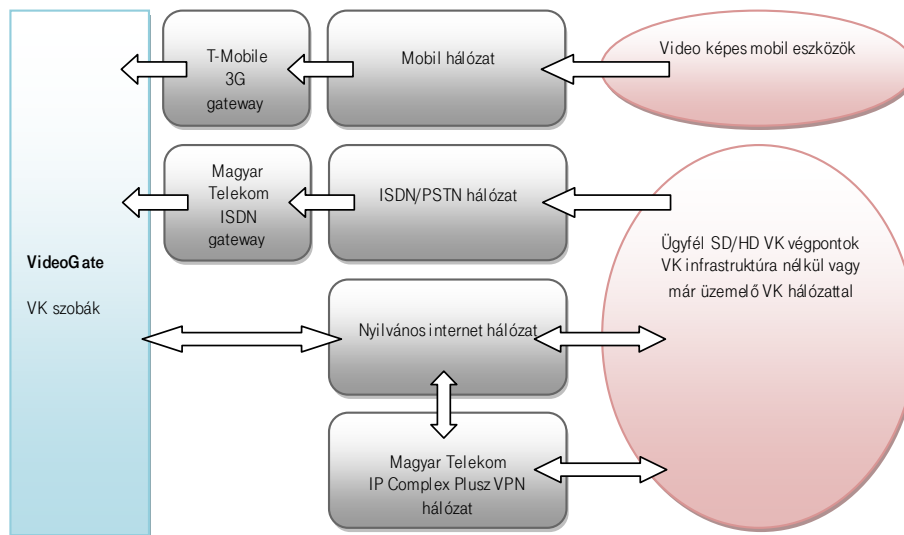 T-Mobile
3G
gateway
Mobil hálózat
Video képes mobil eszközök
Magyar
Telekom
ISDN
gateway
ISDN/PSTN hálózat
VideoGate
VK szobák
Ügyfél SD/HD VK végpontok
VK infrastruktúra nélkül vagy
már üzemelő VK hálózattal
Nyilvános internet hálózat
Magyar Telekom
IP Complex Plusz VPN
hálózat